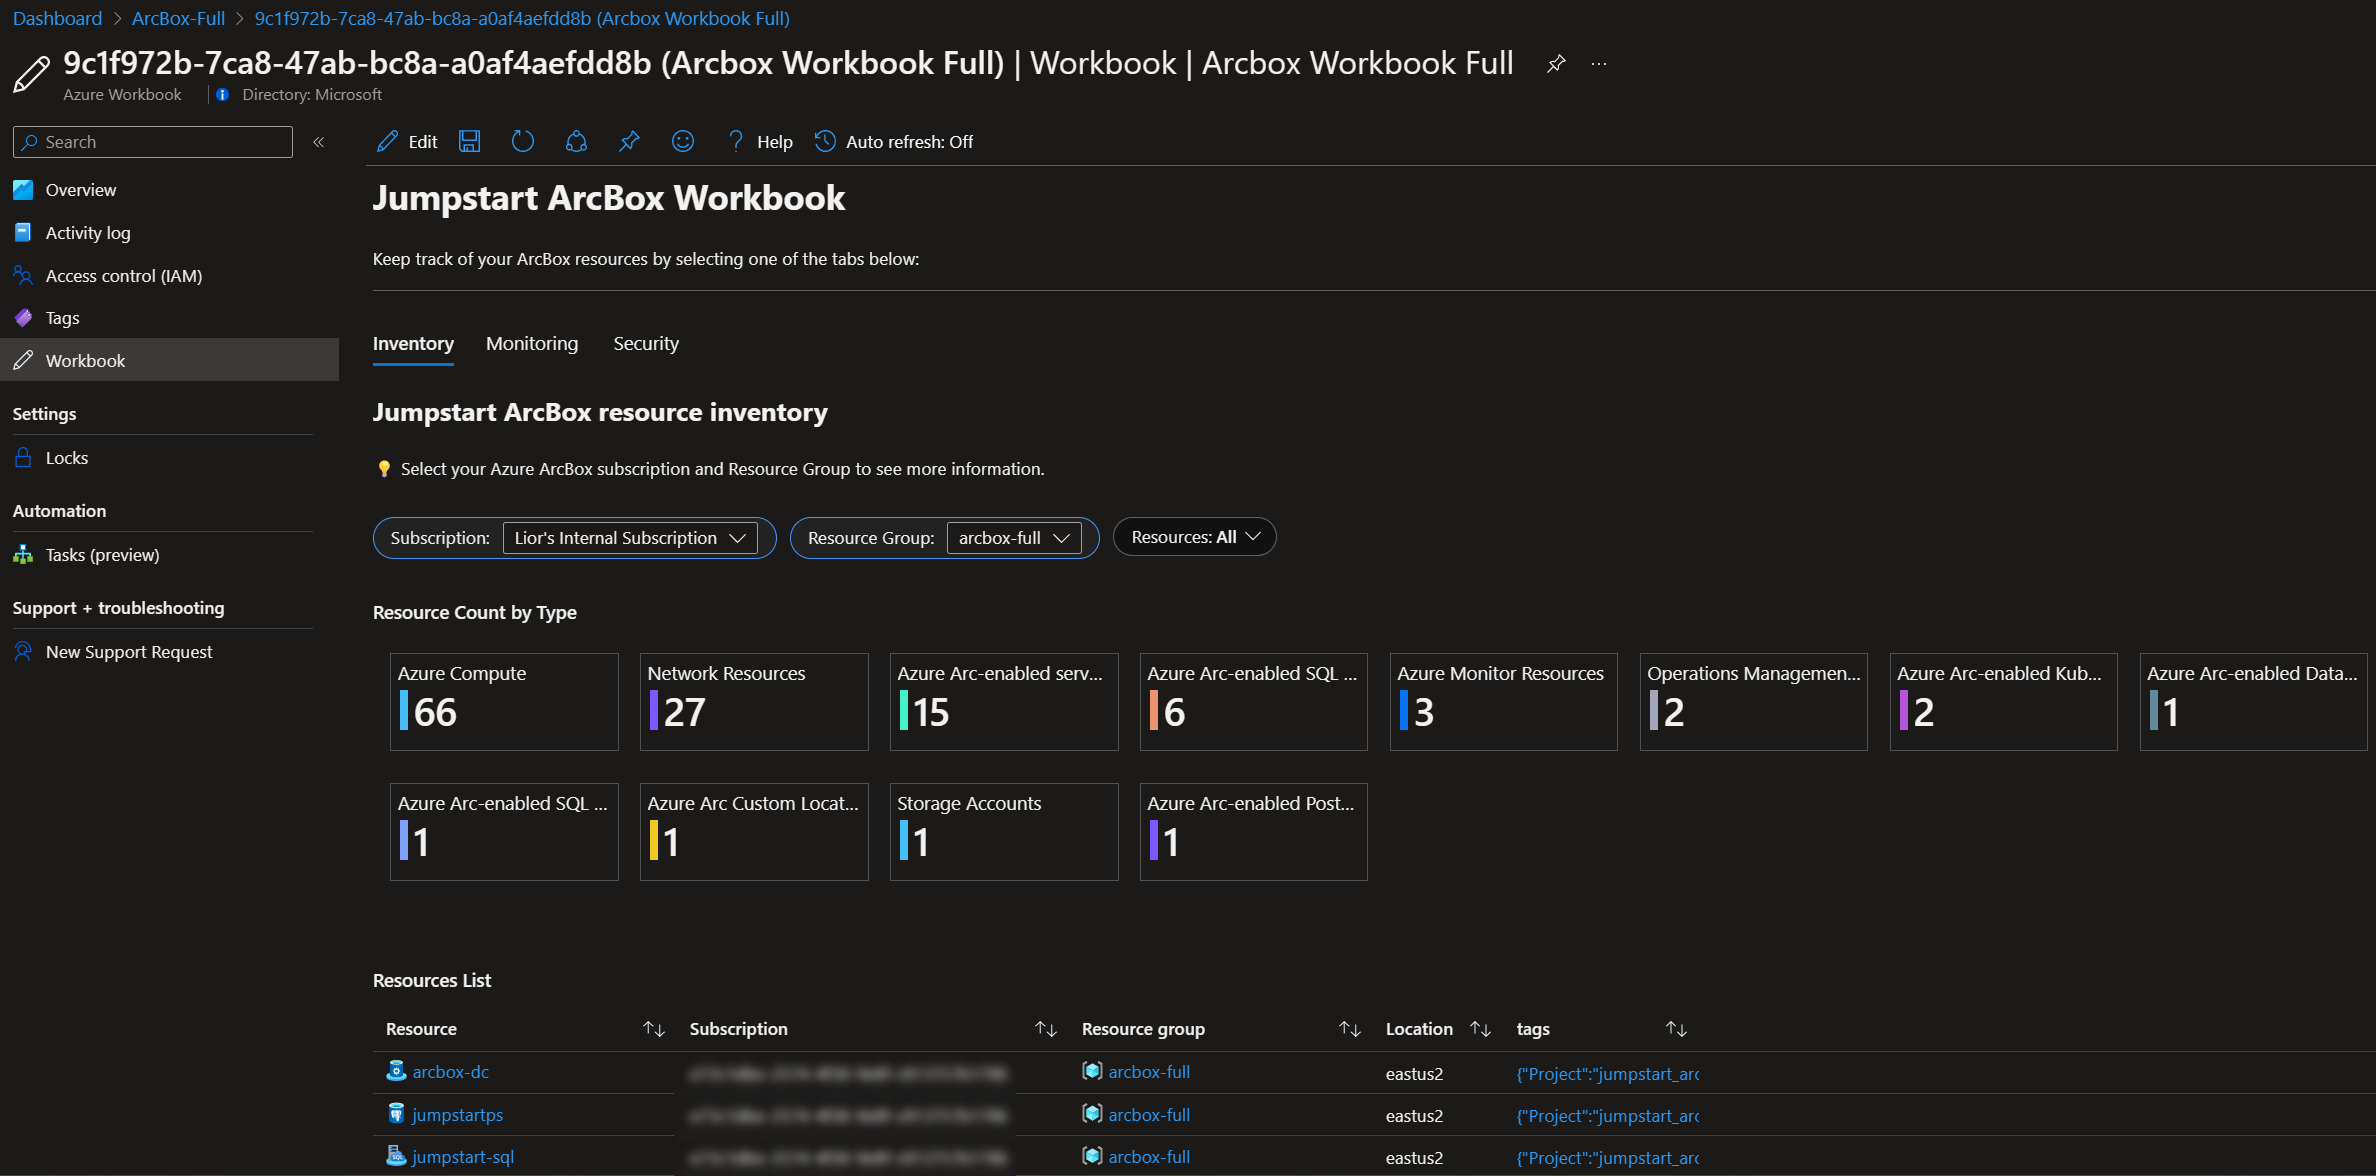 Dashboard > ArcBox-Full > 9c1f972b-7ca8-47ab-bc8a-a0af4aefdd8b (Arcbox Workbook Full)
9c1f972b-7ca8-47ab-bc8a-a0af4aefdd8b (Arcbox Workbook Full) | Workbook | Arcbox Workbook Full
Azure Workbook | Directory: Microsoft
Search «
Edit Help Auto refresh: Off
Overview
Activity log
Access control (IAM)
Tags
Workbook
Settings
Locks
Automation
Tasks (preview)
Support + troubleshooting
New Support Request
Jumpstart ArcBox Workbook
Keep track of your ArcBox resources by selecting one of the tabs below:
Inventory Monitoring Security
Jumpstart ArcBox resource inventory
Select your Azure ArcBox subscription and Resource Group to see more information.
Subscription: Lior's Internal Subscription Resource Group: arcbox-full Resources: All
Resource Count by Type
Azure Compute Network Resources Azure Arc-enabled serv... Azure Arc-enabled SQL ... Azure Monitor Resources Operations Managemen... Azure Arc-enabled Kub... Azure Arc-enabled Data...
66 27 15 6 3 2 2 1
Azure Arc-enabled SQL ... Azure Arc Custom Locat... Storage Accounts Azure Arc-enabled Post...
1 1 1 1
Resources List
Resource Subscription Resource group Location tags
arcbox-dc arcbox-full eastus2 {"Project":"jumpstart_arc
jumpstartps arcbox-full eastus2 {"Project":"jumpstart_arc
jumpstart-sql arcbox-full eastus2 {"Project":"jumpstart_arc